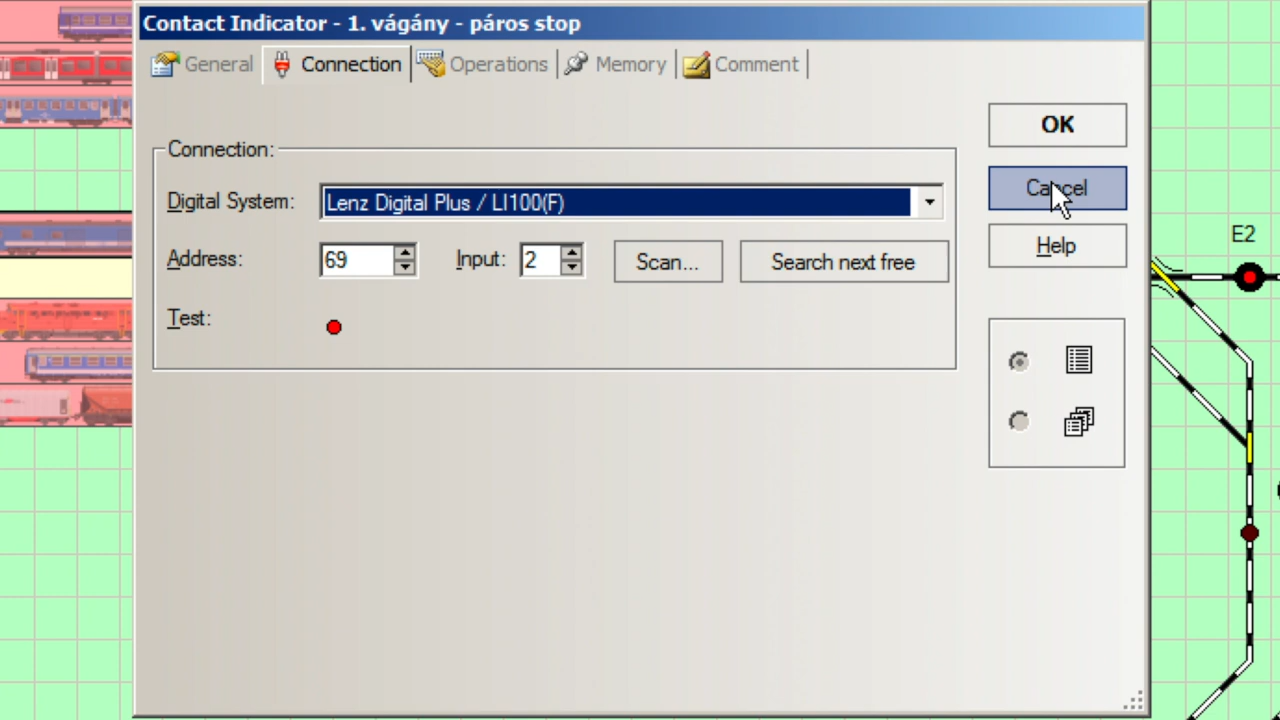 Contact Indicator - 1. vágány - páros stop
General
Connection
Operations
Memory
Comment
OK
Connection:
Digital System: Lenz Digital Plus / LI100(F)
Cancel
Address: 69 Input: 2 Scan... Search next free
Help
E2
Test: